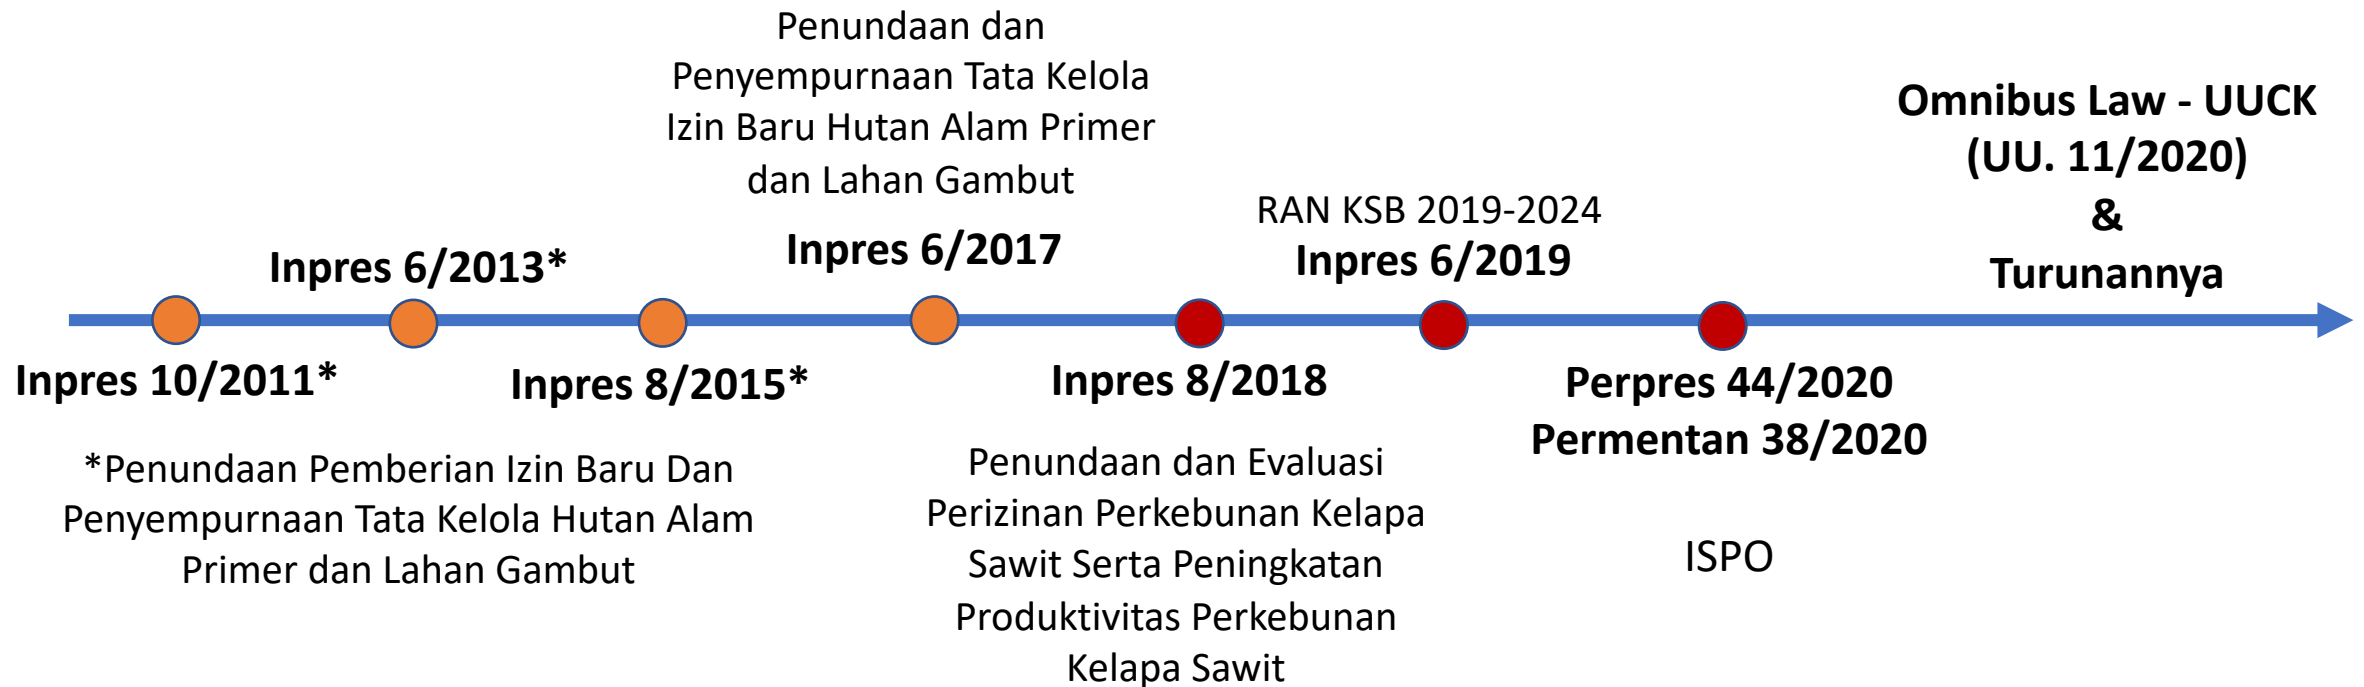 Penundaan dan
Penyempurnaan Tata Kelola
Izin Baru Hutan Alam Primer
dan Lahan Gambut
Inpres 6/2017
Inpres 6/2013*
RAN KSB 2019-2024
Inpres 6/2019
Omnibus Law - UUCK
(UU. 11/2020)
&
Turunannya
Inpres 10/2011*
Inpres 8/2015*
*Penundaan Pemberian Izin Baru Dan
Penyempurnaan Tata Kelola Hutan Alam
Primer dan Lahan Gambut
Inpres 8/2018
Penundaan dan Evaluasi
Perizinan Perkebunan Kelapa
Sawit Serta Peningkatan
Produktivitas Perkebunan
Kelapa Sawit
Perpres 44/2020
Permentan 38/2020
ISPO